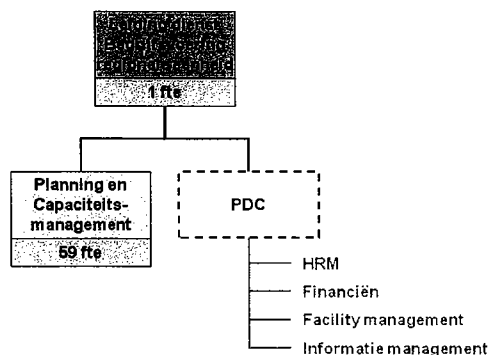 1 fte
Planning en
Capaciteits-
management
59 fte
PDC
HRM
Financiën
Facility management
Informatie management